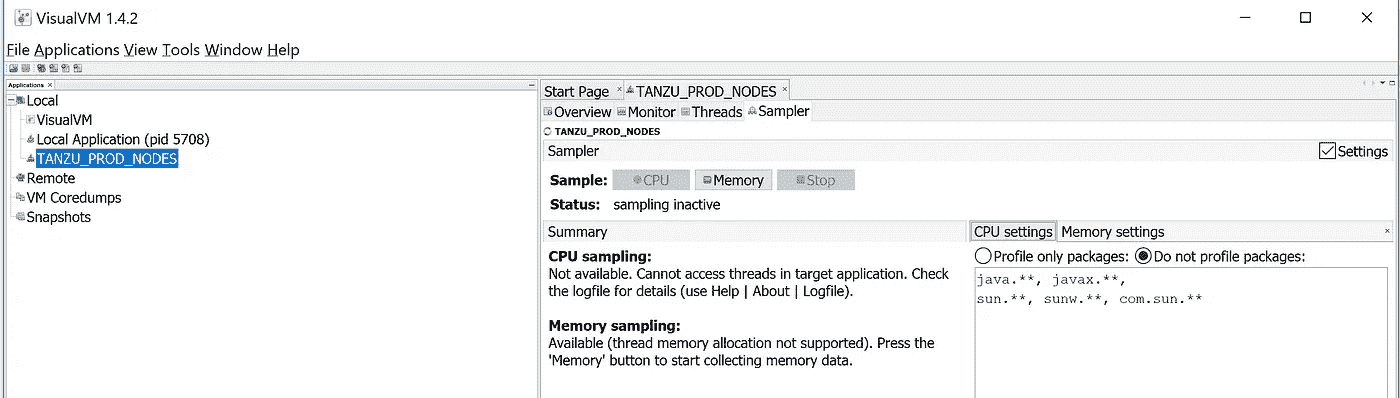 VisualVM 1.4.2
File Applications View Tools Window Help
Applications
Local
VisualVM
Local Application (pid 5708)
TANZU_PROD_NODES
Remote
VM Coredumps
Snapshots
Start Page TANZU_PROD_NODES
Overview Monitor Threads Sampler
TANZU_PROD_NODES
Sampler Settings
Sample: CPU Memory Stop
Status: sampling inactive
Summary
CPU sampling:
Not available. Cannot access threads in target application. Check
the logfile for details (use Help | About | Logfile).
Memory sampling:
Available (thread memory allocation not supported). Press the
'Memory' button to start collecting memory data.
CPU settings Memory settings
Profile only packages: Do not profile packages:
java.**, javax.**,
sun.**, sunw.**, com.sun.**